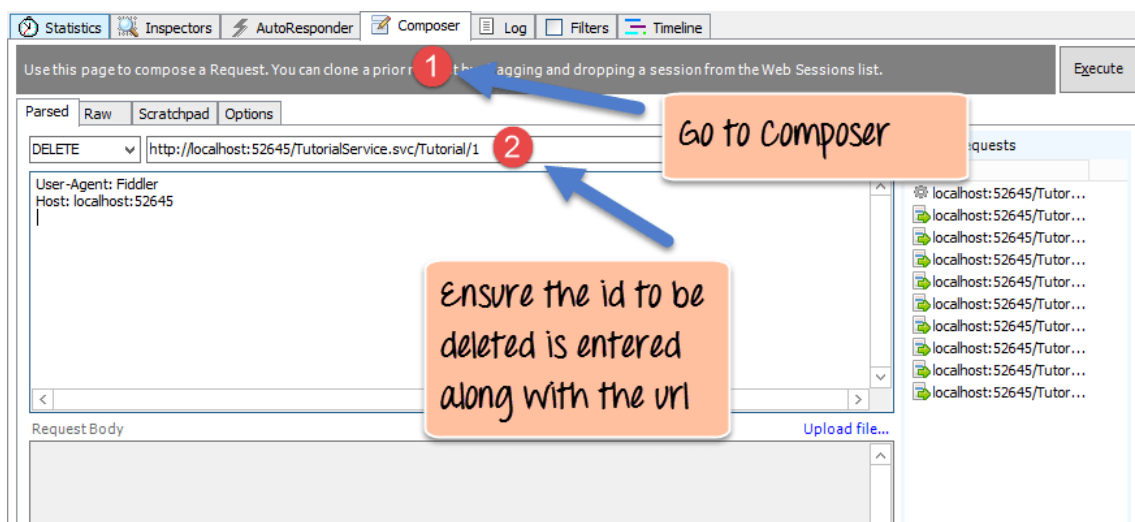 Statistics Inspectors AutoResponder Composer Log Filters Timeline
Use this page to compose a Request. You can clone a prior 1 dragging and dropping a session from the Web Sessions list.
Execute
Parsed Raw Scratchpad Options
Go to Composer
DELETE http://localhost:52645/TutorialService.svc/Tutorial/1 2
User-Agent: Fiddler
Host: localhost:52645
Ensure the id to be
deleted is entered
along with the url
localhost:52645/Tutor...
localhost:52645/Tutor...
localhost:52645/Tutor...
localhost:52645/Tutor...
localhost:52645/Tutor...
localhost:52645/Tutor...
localhost:52645/Tutor...
localhost:52645/Tutor...
localhost:52645/Tutor...
localhost:52645/Tutor...
Request Body Upload file...